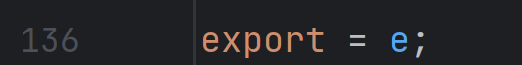 136 export = e;